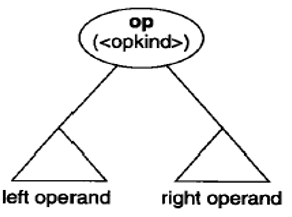 op
(<opkind>)
left operand
right operand